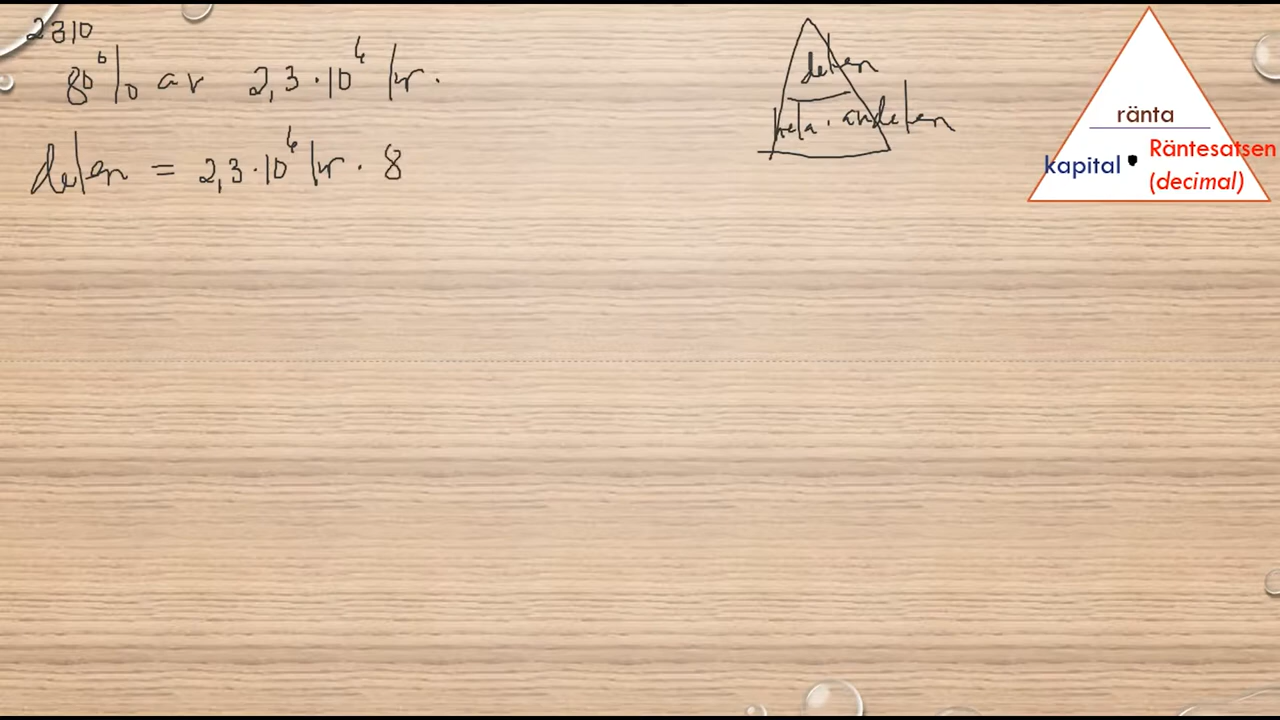 2310
80 % av 2,3 · 10⁶ kr.
delen = 2,3 · 10⁶ kr · 8
delen
hela · andelen
ränta
kapital • Räntesatsen
(decimal)